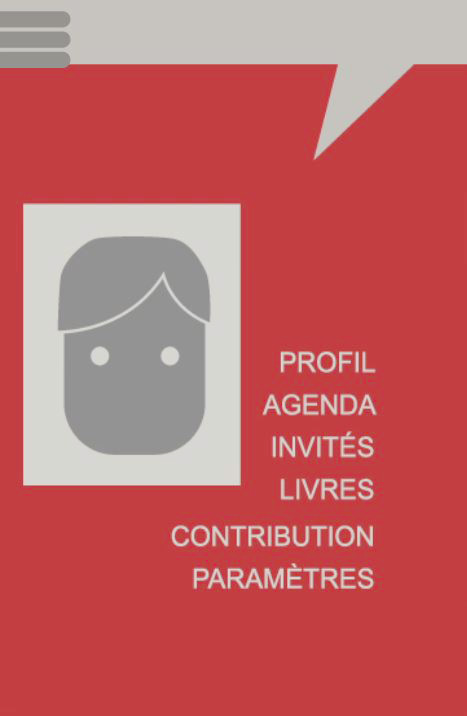 PROFIL
AGENDA
INVITÉS
LIVRES
CONTRIBUTION
PARAMÈTRES